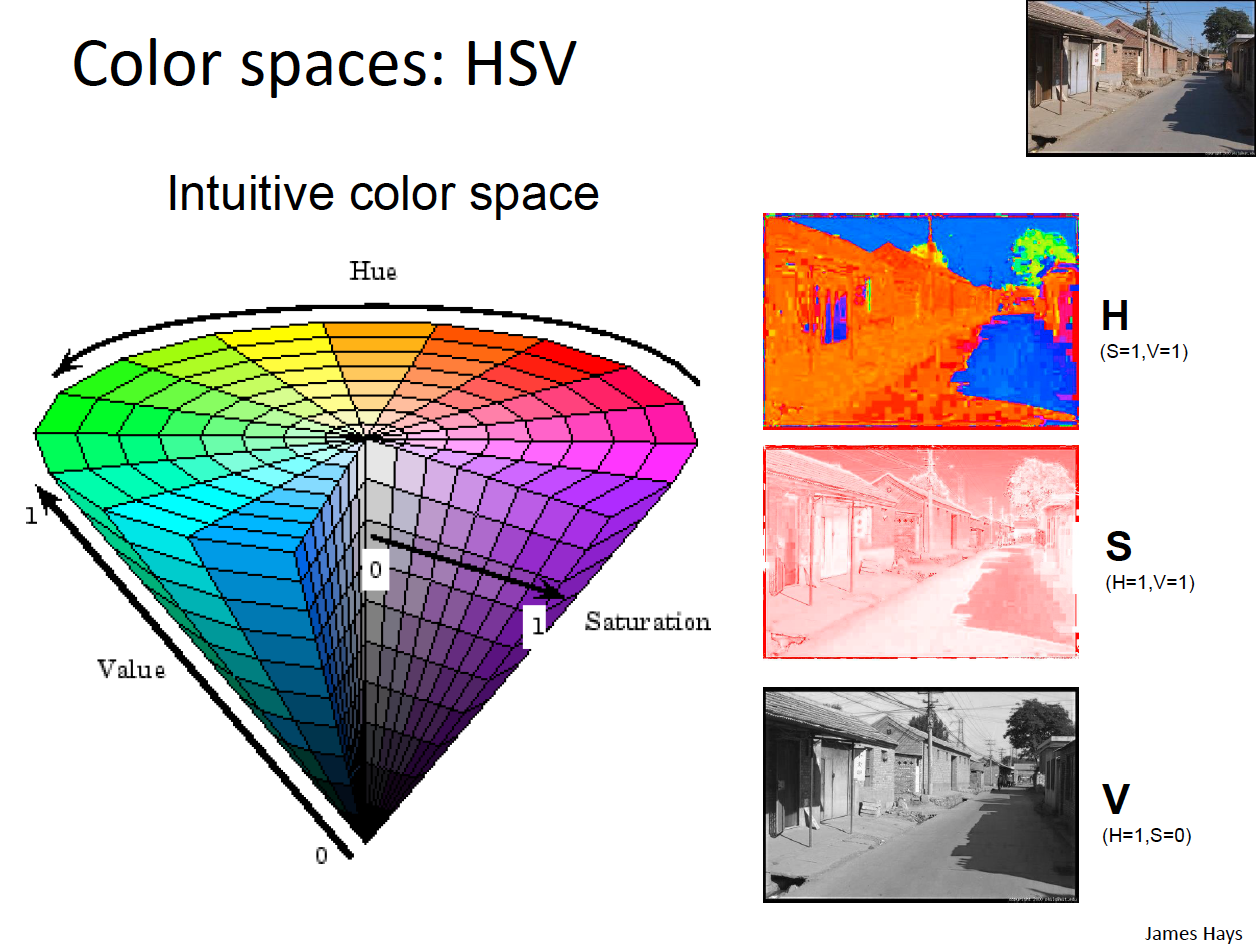 Color spaces: HSV
Intuitive color space
Hue
1
0
1
Saturation
Value
0
H
(S=1,V=1)
S
(H=1,V=1)
V
(H=1,S=0)
James Hays